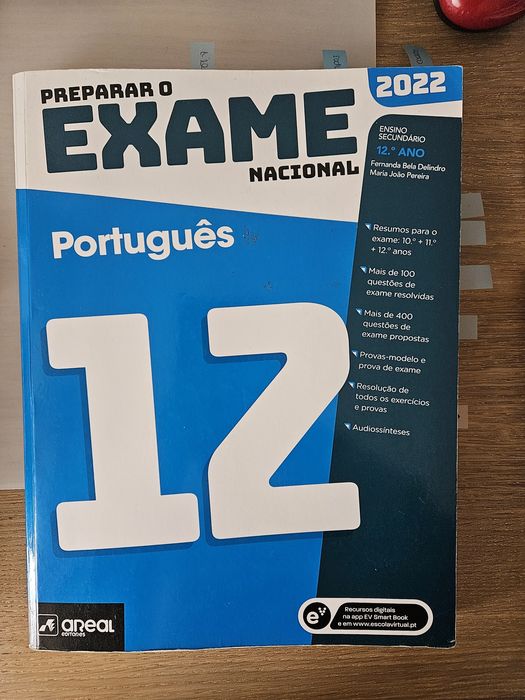 PREPARAR O
EXAME
NACIONAL
2022
ENSINO
SECUNDÁRIO
12.º ANO
Fernanda Bela Delindro
Maria João Pereira
Português
12
Resumos para o
exame: 10.º + 11.º
+ 12.º anos
Mais de 100
questões de
exame resolvidas
Mais de 400
questões de
exame propostas
Provas-modelo e
prova de exame
Resolução de
todos os exercícios
e provas
Audiossínteses
areal
editores
e
Recursos digitais
na app EV Smart Book
e em www.escolavirtual.pt